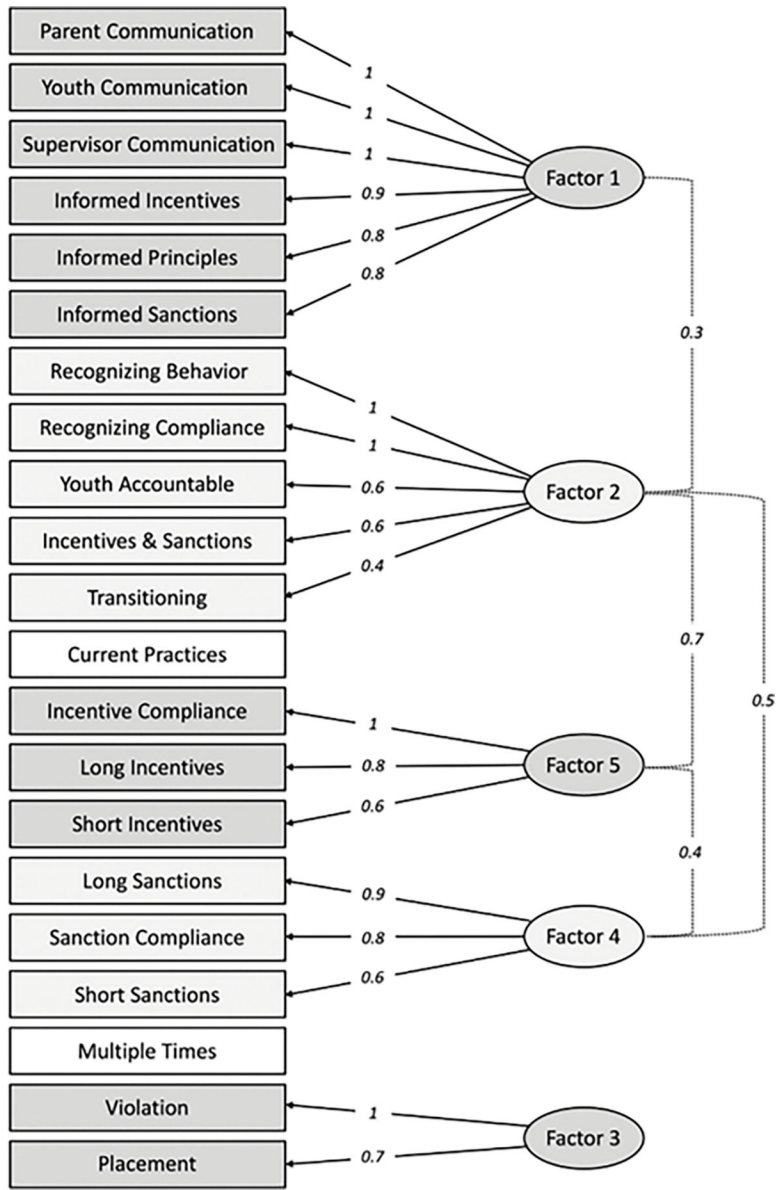 Parent Communication
1
Youth Communication
1
Supervisor Communication
1
Factor 1
Informed Incentives
0.9
Informed Principles
0.8
Informed Sanctions
0.8
0.3
Recognizing Behavior
1
Recognizing Compliance
1
Youth Accountable
0.6
Factor 2
Incentives & Sanctions
0.6
Transitioning
0.4
Current Practices
0.7
0.5
Incentive Compliance
1
Long Incentives
0.8
Factor 5
Short Incentives
0.6
0.4
Long Sanctions
0.9
Sanction Compliance
0.8
Factor 4
Short Sanctions
0.6
Multiple Times
Violation
1
Factor 3
Placement
0.7